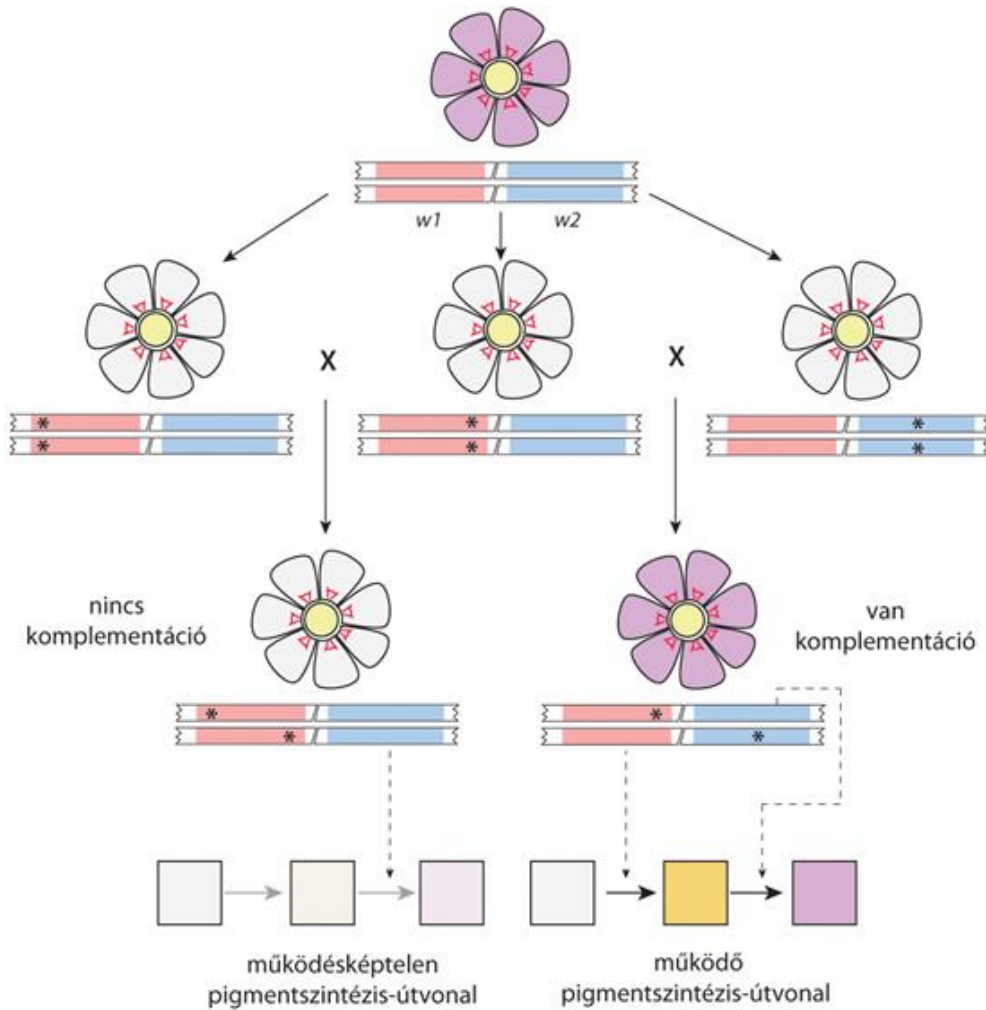 w1 w2
X X
* *
* *
* *
nincs
komplementáció
van
komplementáció
* *
* *
működésképtelen
pigmentszintézis-útvonal
működő
pigmentszintézis-útvonal